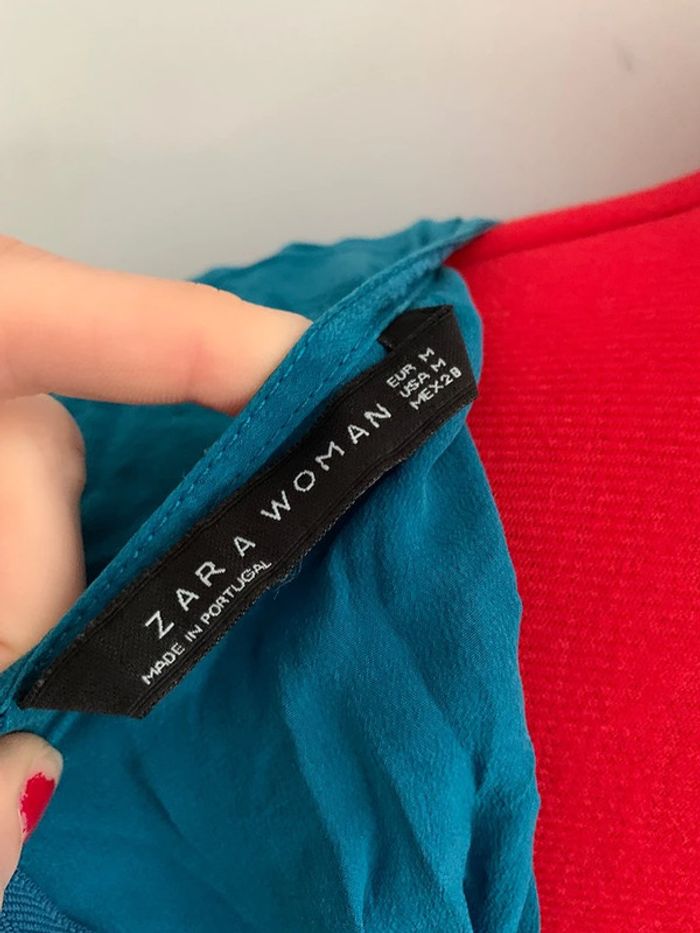 ZARA WOMAN
MADE IN PORTUGAL
EUR M
USA M
MEX 28